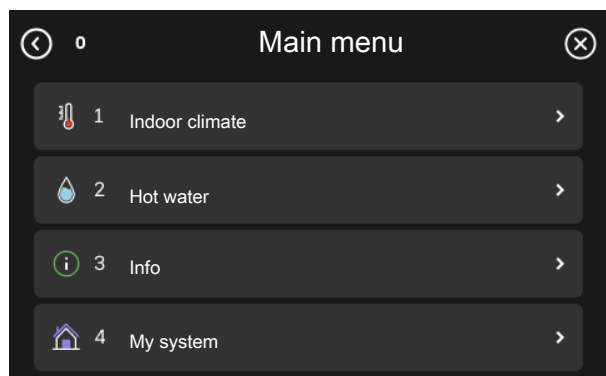 0 Main menu
1 Indoor climate
2 Hot water
3 Info
4 My system